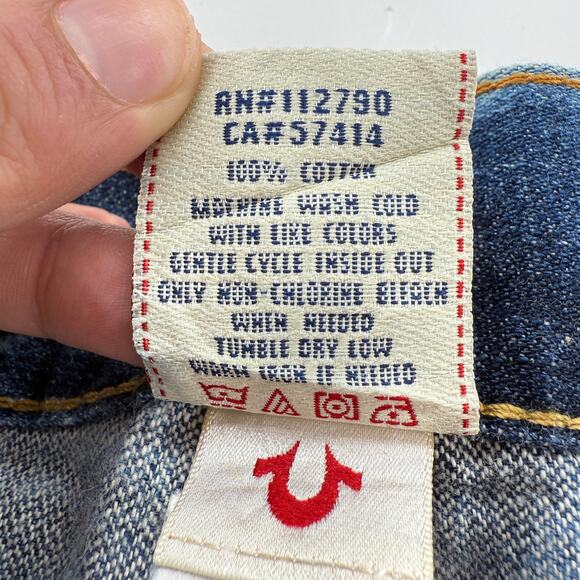 RN#112790
CA#57414
100% COTTON
MACHINE WASH COLD
WITH LIKE COLORS
GENTLE CYCLE INSIDE OUT
ONLY NON-CHLORINE BLEACH
WHEN NEEDED
TUMBLE DRY LOW
WARM IRON IF NEEDED